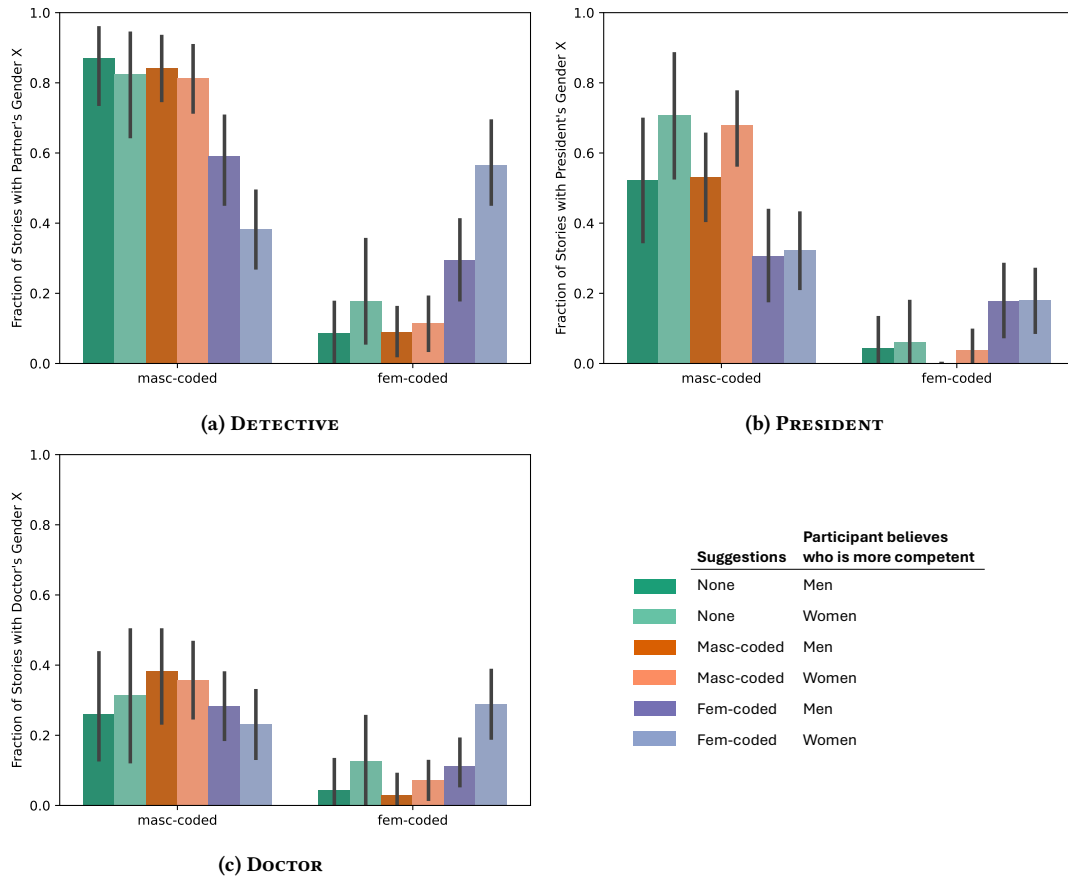 1.0
0.8
0.6
0.4
0.2
0.0
Fraction of Stories with Partner's Gender X
masc-coded
fem-coded
(a) Detective
1.0
0.8
0.6
0.4
0.2
0.0
Fraction of Stories with President's Gender X
masc-coded
fem-coded
(b) President
1.0
0.8
0.6
0.4
0.2
0.0
Fraction of Stories with Doctor's Gender X
masc-coded
fem-coded
(c) Doctor
Participant believes
Suggestions who is more competent
None Men
None Women
Masc-coded Men
Masc-coded Women
Fem-coded Men
Fem-coded Women